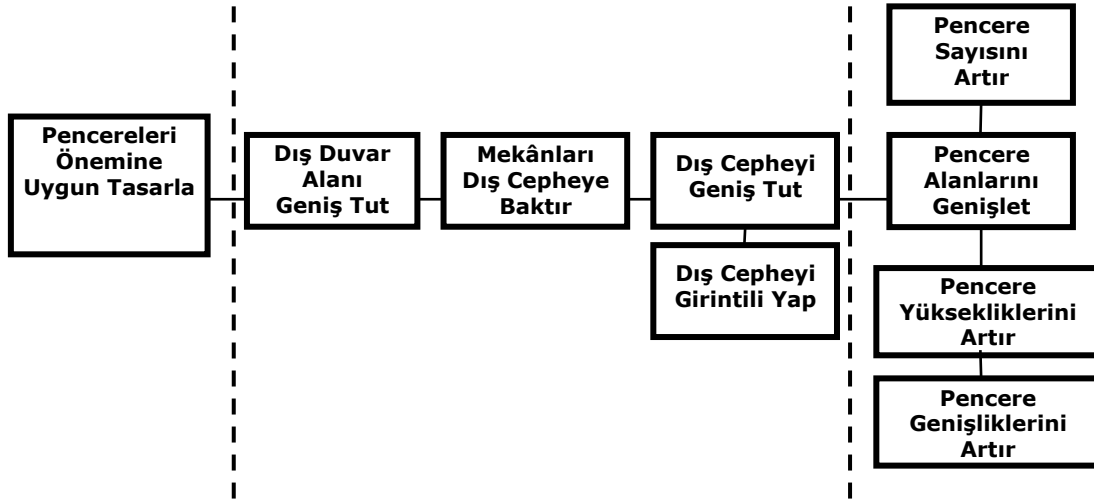 Pencereleri
Önemine
Uygun Tasarla
Dış Duvar
Alanı
Geniş Tut
Mekânları
Dış Cepheye
Baktır
Dış Cepheyi
Geniş Tut
Dış Cepheyi
Girintili Yap
Pencere
Sayısını
Artır
Pencere
Alanlarını
Genişlet
Pencere
Yüksekliklerini
Artır
Pencere
Genişliklerini
Artır